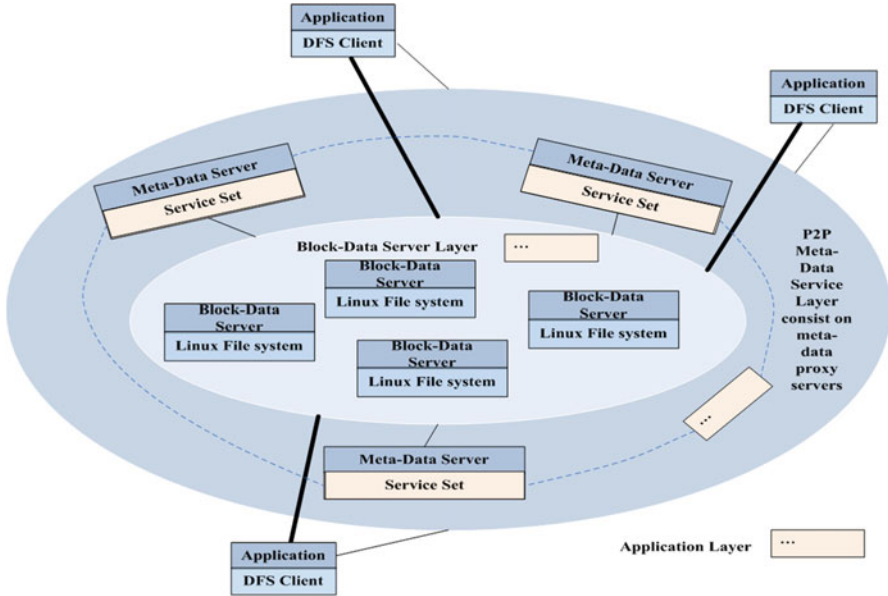 Application
DFS Client
Application
DFS Client
Meta-Data Server
Service Set
Meta-Data Server
Service Set
P2P
Meta-
Data
Service
Layer
consist on
meta-
data
proxy
servers
Block-Data Server Layer
...
Block-Data
Server
Linux File system
Block-Data
Server
Linux File system
Block-Data
Server
Linux File system
Block-Data
Server
Linux File system
...
Meta-Data Server
Service Set
Application
DFS Client
Application Layer
...